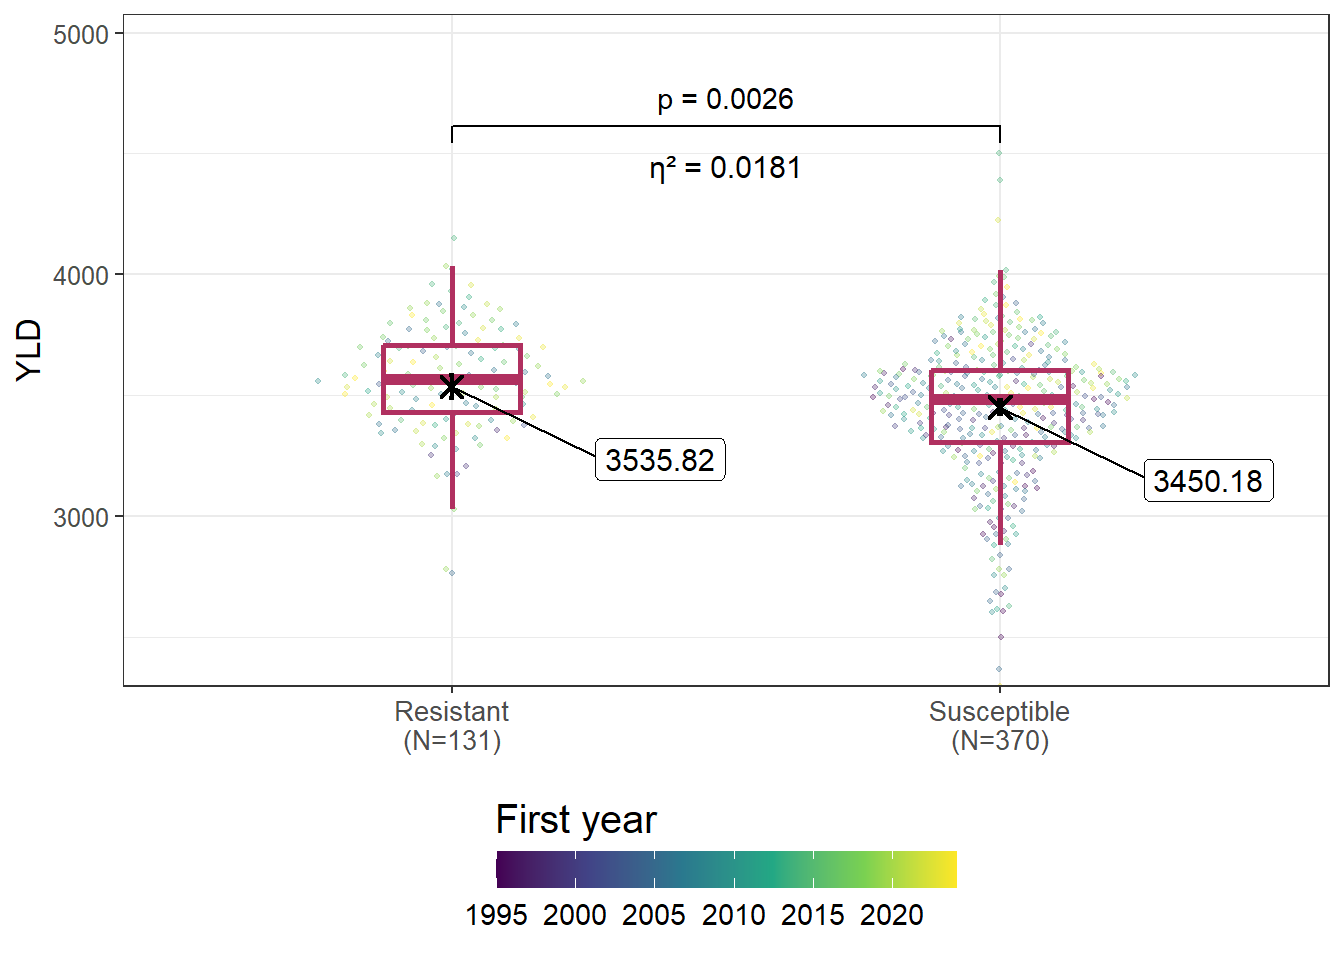 5000
p = 0.0026
η² = 0.0181
4000
YLD
3535.82
3450.18
3000
Resistant
(N=131)
Susceptible
(N=370)
First year
1995 2000 2005 2010 2015 2020